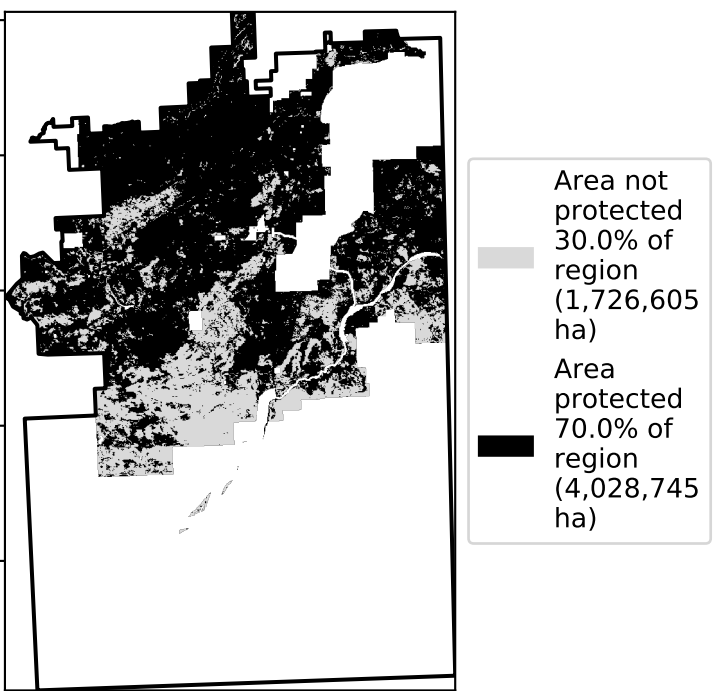 Area not
protected
30.0% of
region
(1,726,605
ha)
Area
protected
70.0% of
region
(4,028,745
ha)